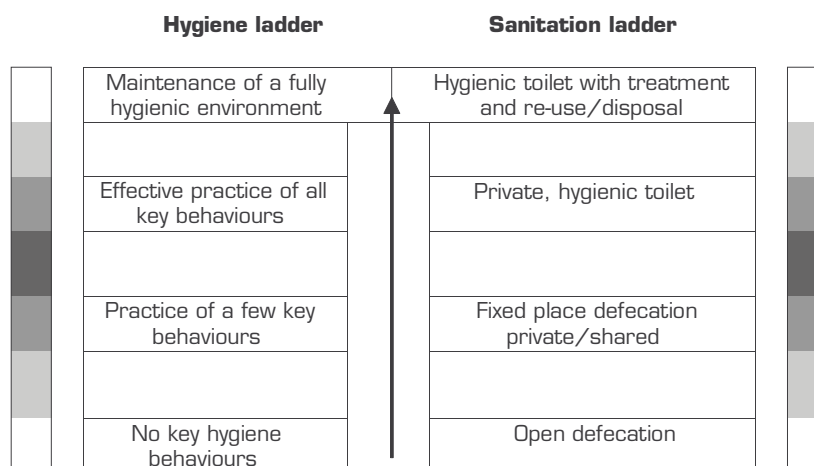 Hygiene ladder
Sanitation ladder
Maintenance of a fully
hygienic environment
Hygienic toilet with treatment
and re-use/disposal
Effective practice of all
key behaviours
Private, hygienic toilet
Practice of a few key
behaviours
Fixed place defecation
private/shared
No key hygiene
behaviours
Open defecation